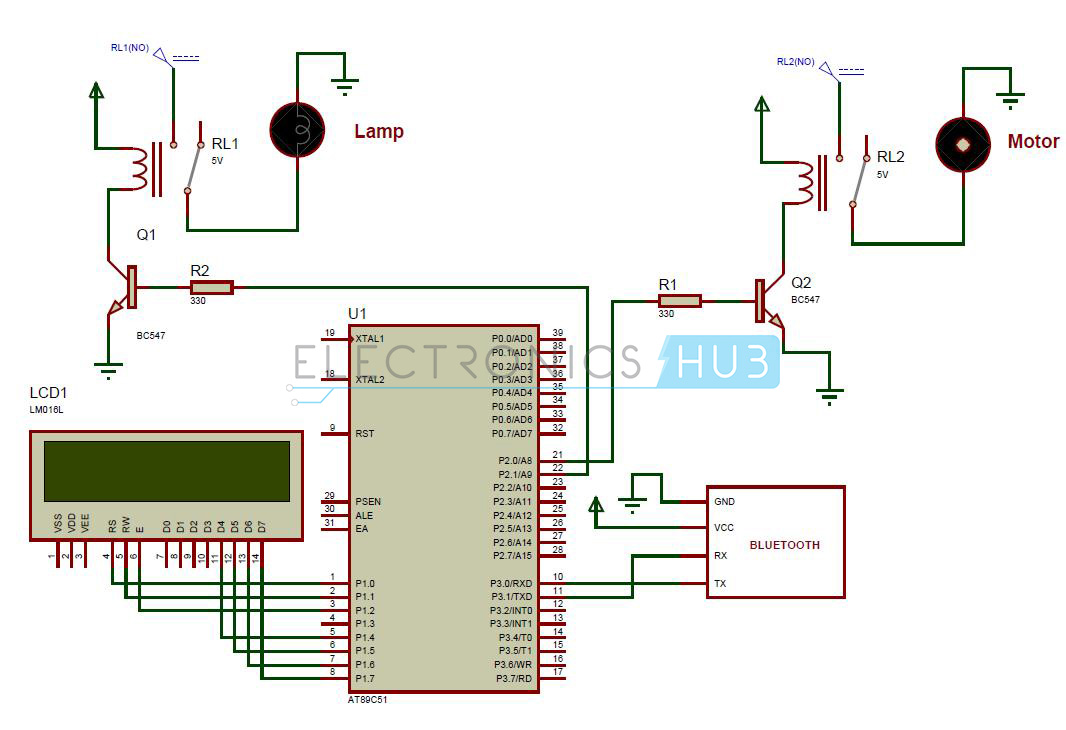 RL1(NO)
RL2(NO)
Lamp
Motor
RL1
5V
RL2
5V
Q1
R2
330
BC547
R1
330
Q2
BC547
U1
ELECTRONICS HUB
19
XTAL1
18
XTAL2
9
RST
29
PSEN
30
ALE
31
EA
1
P1.0
2
P1.1
3
P1.2
4
P1.3
5
P1.4
6
P1.5
7
P1.6
8
P1.7
P0.0/AD0
39
P0.1/AD1
38
P0.2/AD2
37
P0.3/AD3
36
P0.4/AD4
35
P0.5/AD5
34
P0.6/AD6
33
P0.7/AD7
32
P2.0/A8
21
P2.1/A9
22
P2.2/A10
23
P2.3/A11
24
P2.4/A12
25
P2.5/A13
26
P2.6/A14
27
P2.7/A15
28
P3.0/RXD
10
P3.1/TXD
11
P3.2/INT0
12
P3.3/INT1
13
P3.4/T0
14
P3.5/T1
15
P3.6/WR
16
P3.7/RD
17
AT89C51
LCD1
LM016L
VSS
VDD
VEE
RS
RW
E
D0
D1
D2
D3
D4
D5
D6
D7
1
2
3
4
5
6
7
8
9
10
11
12
13
14
GND
VCC
RX
TX
BLUETOOTH